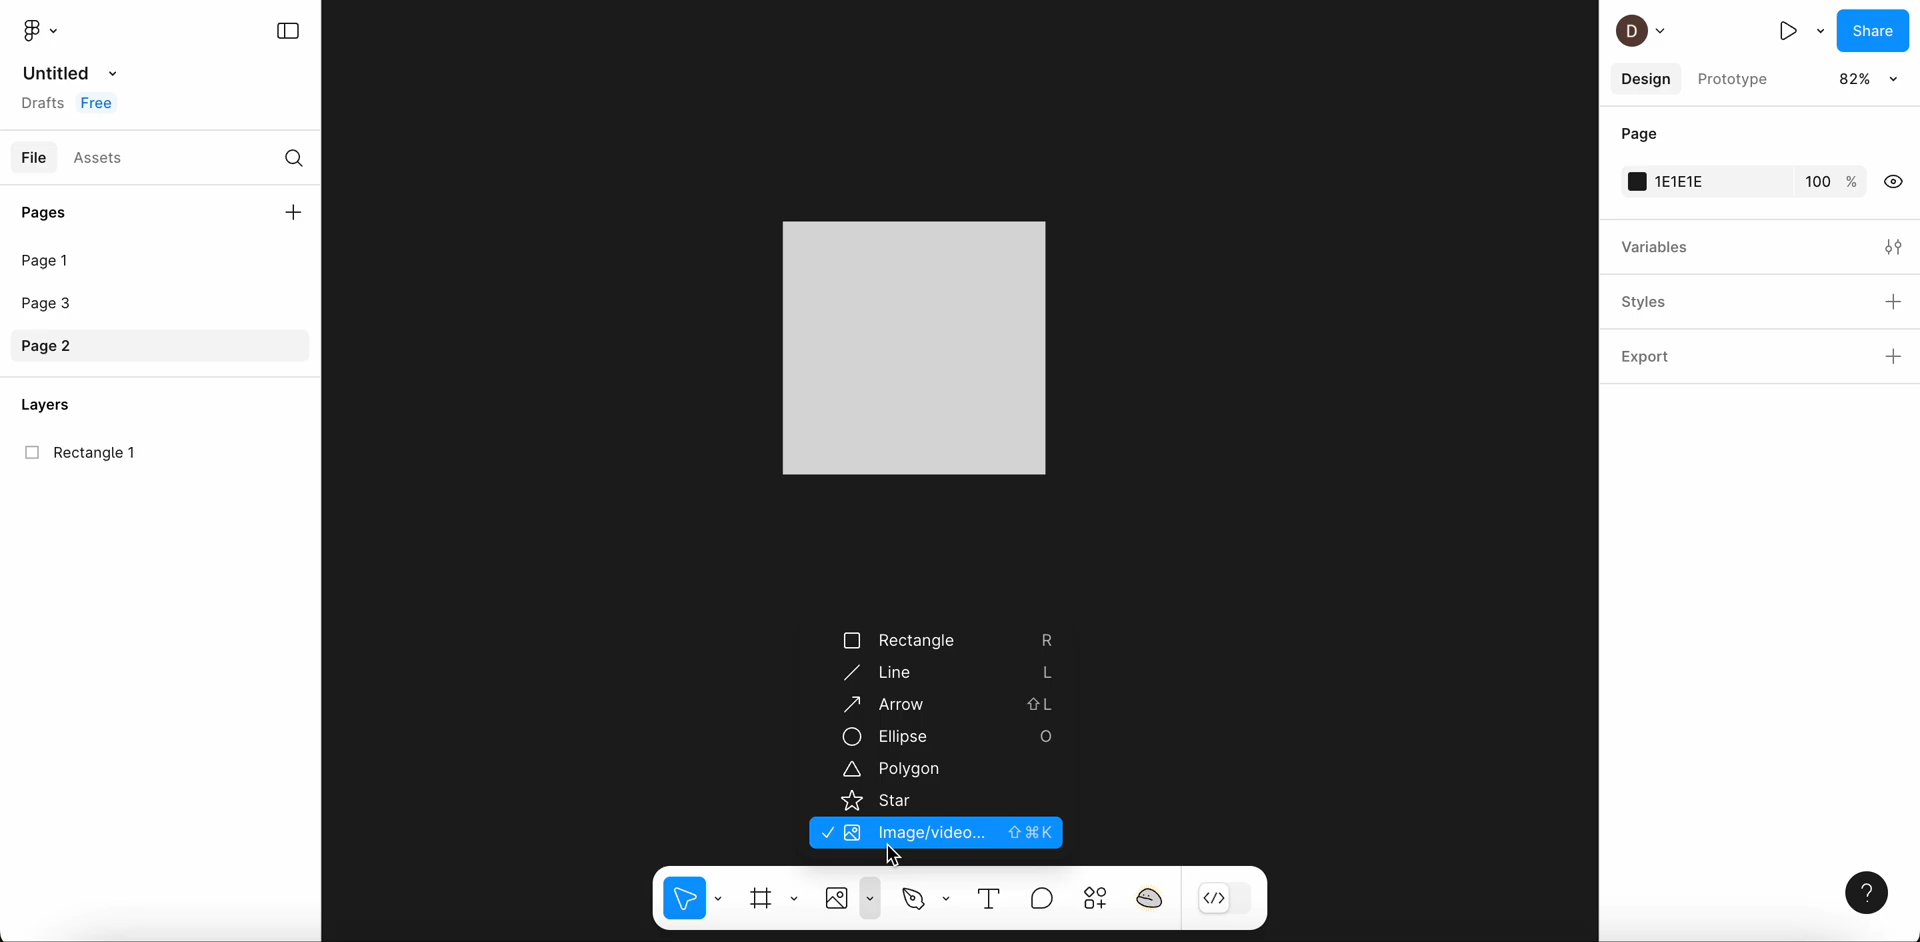 Untitled
Drafts Free
File Assets
Pages
Page 1
Page 3
Page 2
Layers
Rectangle 1
Rectangle R
Line L
Arrow ⇧L
Ellipse O
Polygon
Star
Image/video... ⇧⌘K
D
Share
Design Prototype 82%
Page
1E1E1E 100 %
Variables
Styles
Export
?